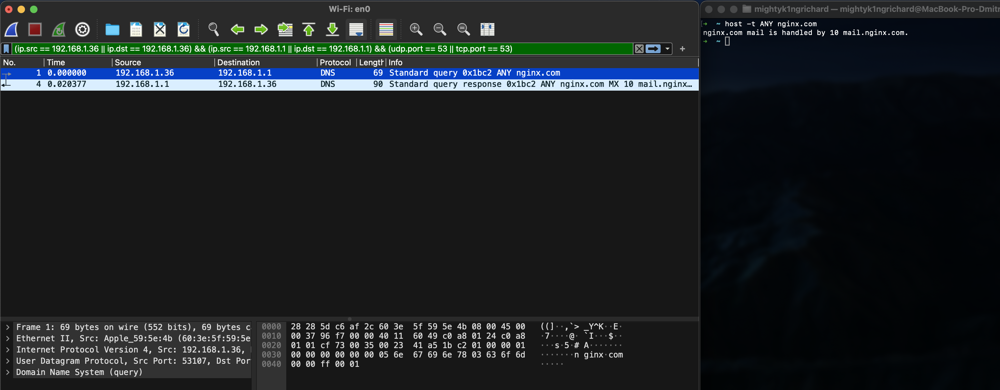 Wi-Fi: en0
(ip.src == 192.168.1.36 || ip.dst == 192.168.1.36) && (ip.src == 192.168.1.1 || ip.dst == 192.168.1.1) && (udp.port == 53 || tcp.port == 53)
No. Time Source Destination Protocol Length Info
1 0.000000 192.168.1.36 192.168.1.1 DNS 69 Standard query 0x1bc2 ANY nginx.com
4 0.020377 192.168.1.1 192.168.1.36 DNS 90 Standard query response 0x1bc2 ANY nginx.com MX 10 mail.nginx…
Frame 1: 69 bytes on wire (552 bits), 69 bytes c
Ethernet II, Src: Apple_59:5e:4b (60:3e:5f:59:5e
Internet Protocol Version 4, Src: 192.168.1.36,
User Datagram Protocol, Src Port: 53107, Dst Por
Domain Name System (query)
0000 28 28 5d c6 af 2c 60 3e 5f 59 5e 4b 08 00 45 00 ((]··,`> _Y^K··E·
0010 00 37 96 f7 00 00 40 11 60 49 c0 a8 01 24 c0 a8 ·7····@· `I···$··
0020 01 01 cf 73 00 35 00 23 41 a5 1b c2 01 00 00 01 ···s·5·# A·······
0030 00 00 00 00 00 00 05 6e 67 69 6e 78 03 63 6f 6d ·······n ginx·com
0040 00 00 ff 00 01 ·····
mightyk1ngrichard — mightyk1ngrichard@MacBook-Pro-Dmitr
➜ ~ host -t ANY nginx.com
nginx.com mail is handled by 10 mail.nginx.com.
➜ ~